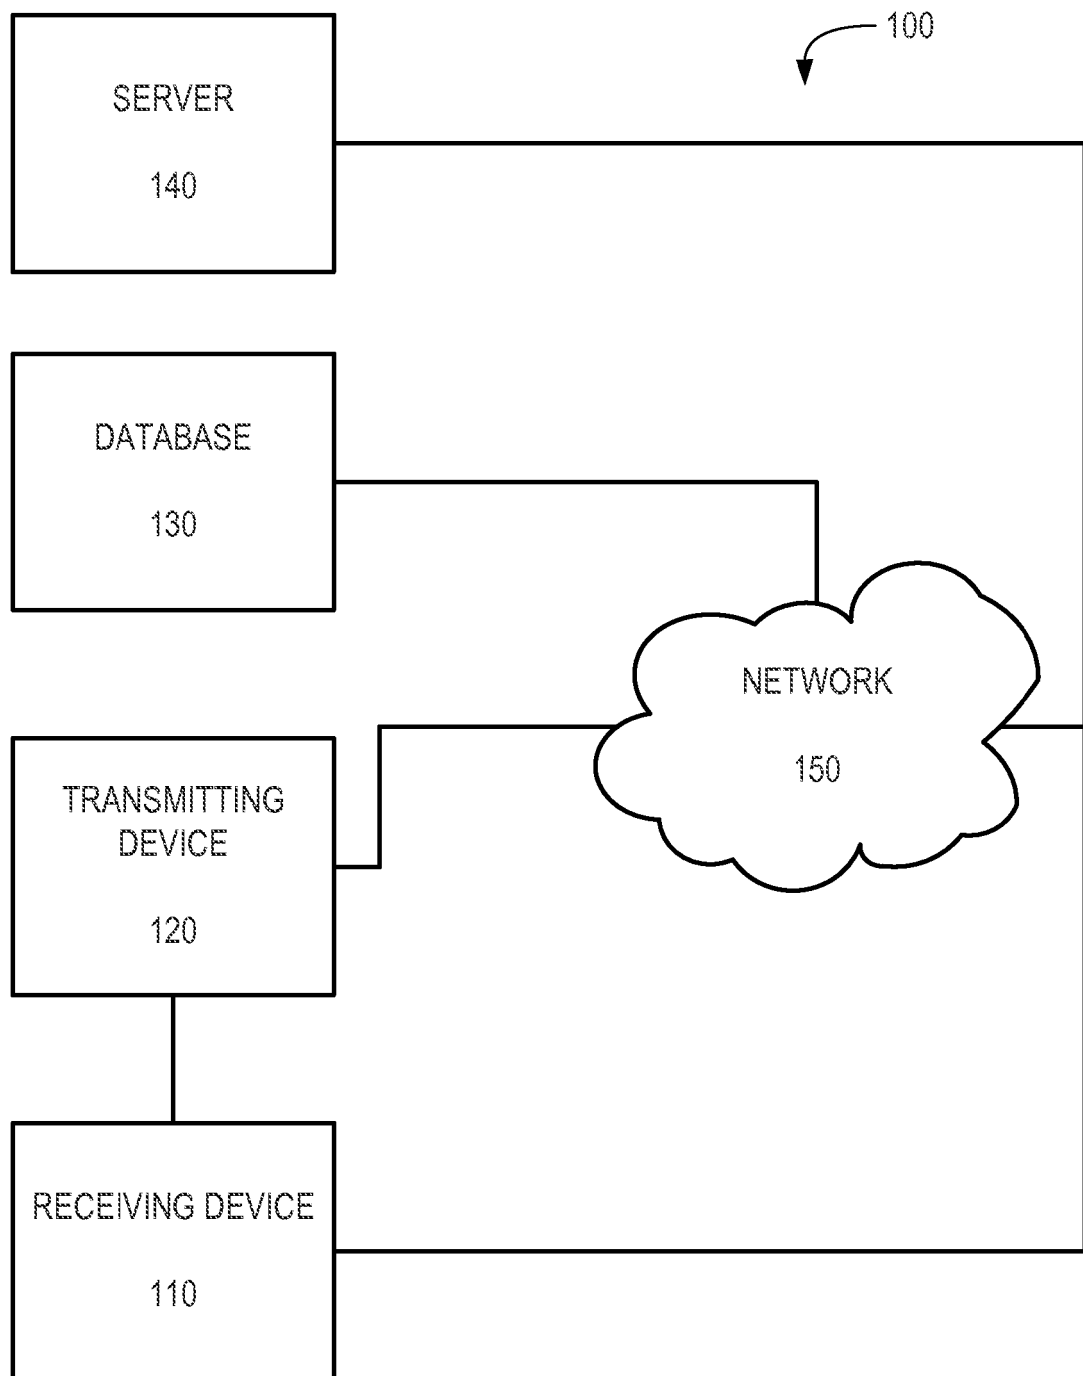 100
SERVER
140
DATABASE
130
NETWORK
150
TRANSMITTING
DEVICE
120
RECEIVING DEVICE
110